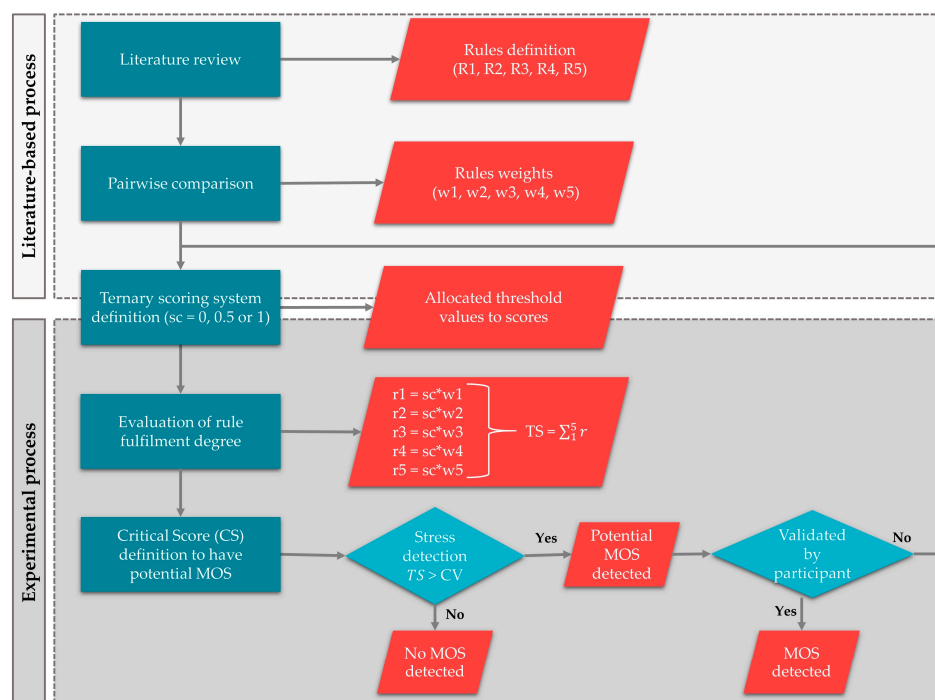 Literature-based process
Literature review
Rules definition
(R1, R2, R3, R4, R5)
Pairwise comparison
Rules weights
(w1, w2, w3, w4, w5)
Ternary scoring system
definition (sc = 0, 0.5 or 1)
Allocated threshold
values to scores
Experimental process
Evaluation of rule
fulfilment degree
r1 = sc*w1
r2 = sc*w2
r3 = sc*w3
r4 = sc*w4
r5 = sc*w5
TS = ∑₁⁵ r
Critical Score (CS)
definition to have
potential MOS
Stress
detection
TS > CV
Yes
No
Potential
MOS
detected
Validated
by
participant
No
Yes
No MOS
detected
MOS
detected